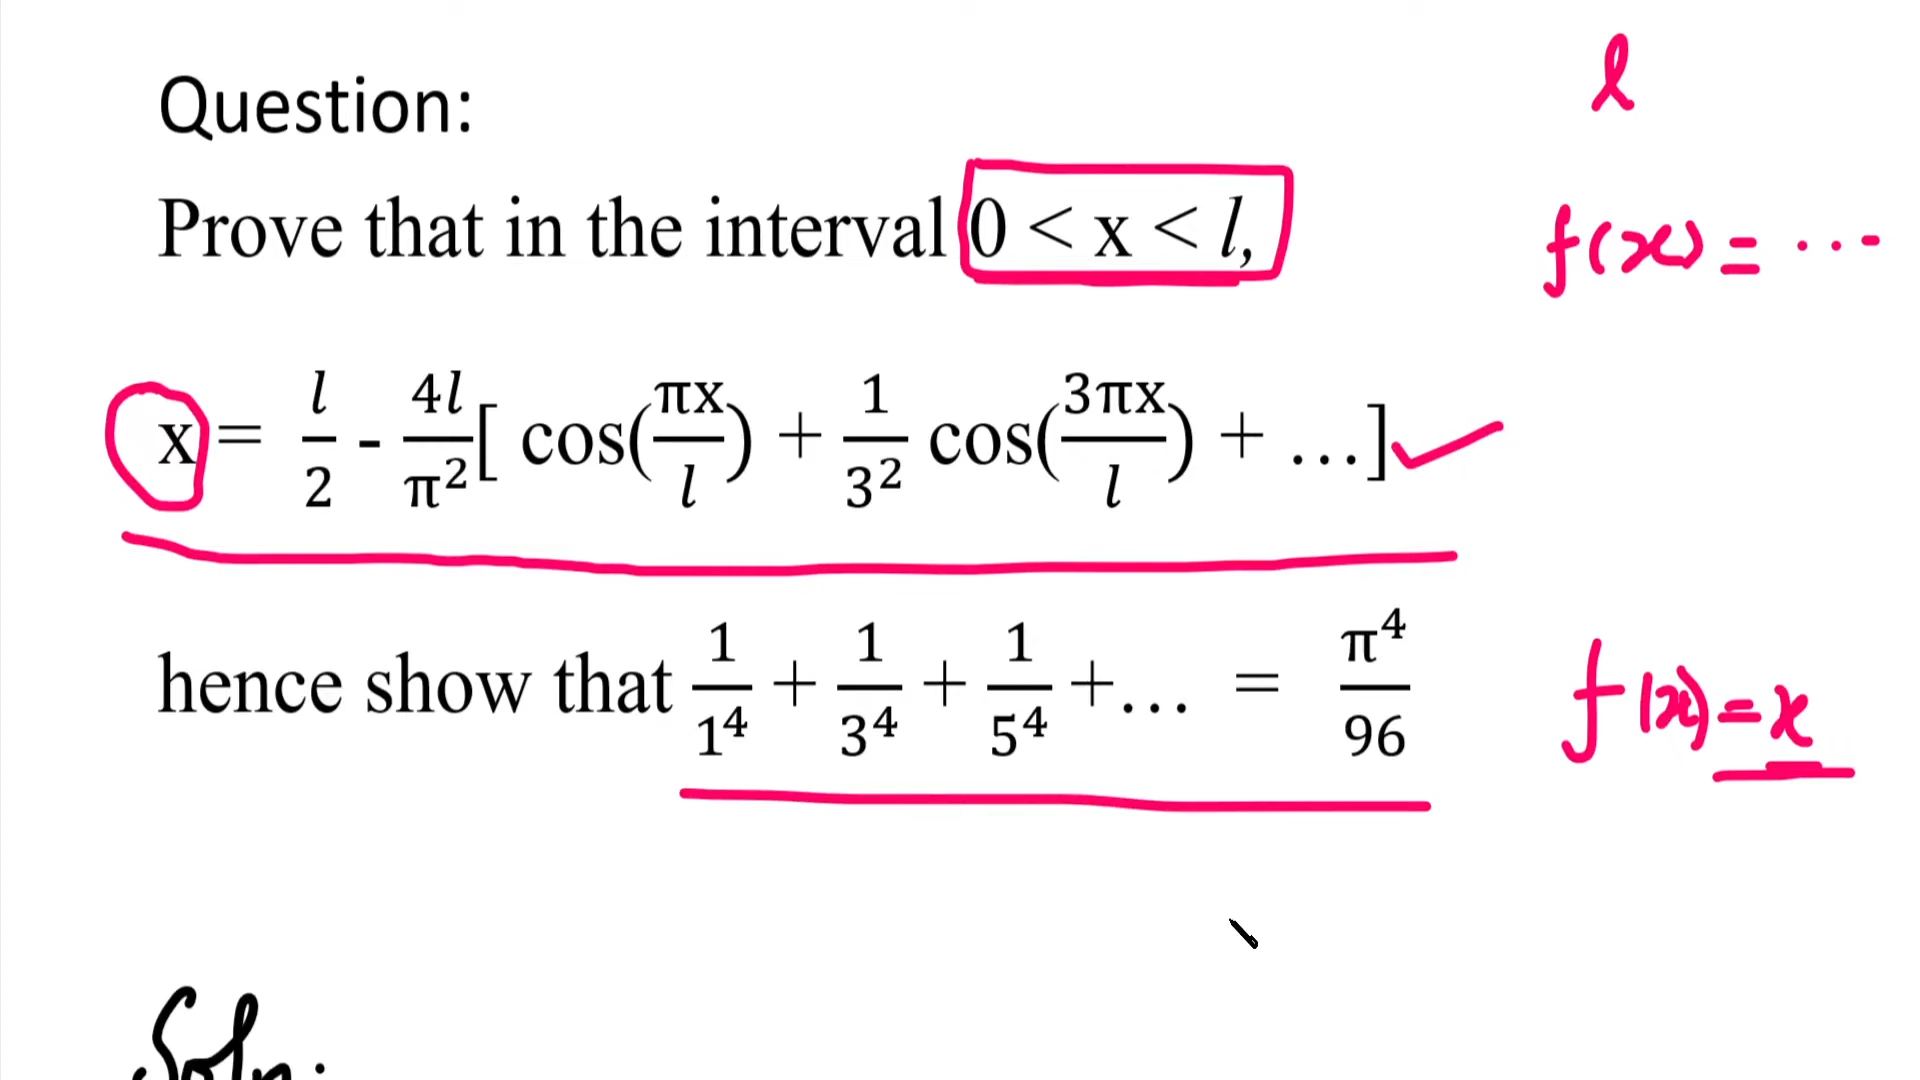 Question:
l
Prove that in the interval 0 < x < l,
f(x) = ...
x = l/2 - 4l/π² [ cos(πx/l) + 1/3² cos(3πx/l) + ...]
hence show that 1/1⁴ + 1/3⁴ + 1/5⁴ +... = π⁴/96
f(x) = x
Soln: